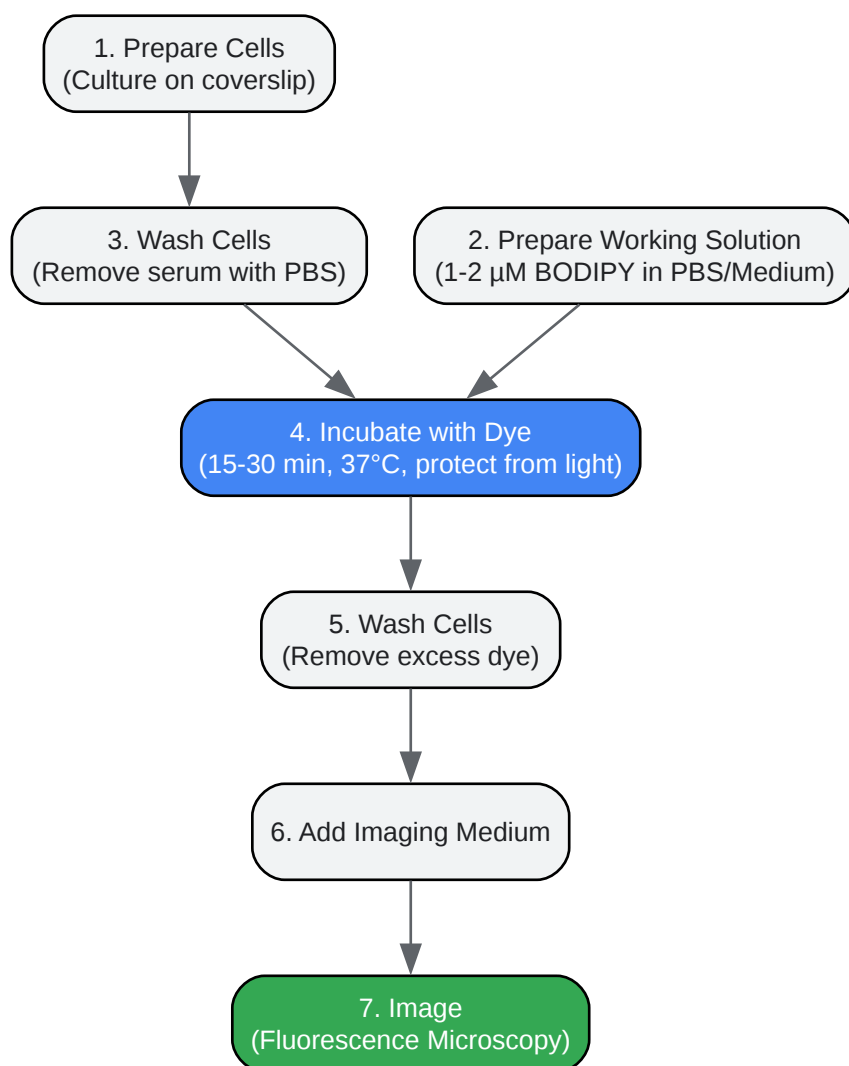 1. Prepare Cells
(Culture on coverslip)
3. Wash Cells
(Remove serum with PBS)
2. Prepare Working Solution
(1-2 µM BODIPY in PBS/Medium)
4. Incubate with Dye
(15-30 min, 37°C, protect from light)
5. Wash Cells
(Remove excess dye)
6. Add Imaging Medium
7. Image
(Fluorescence Microscopy)